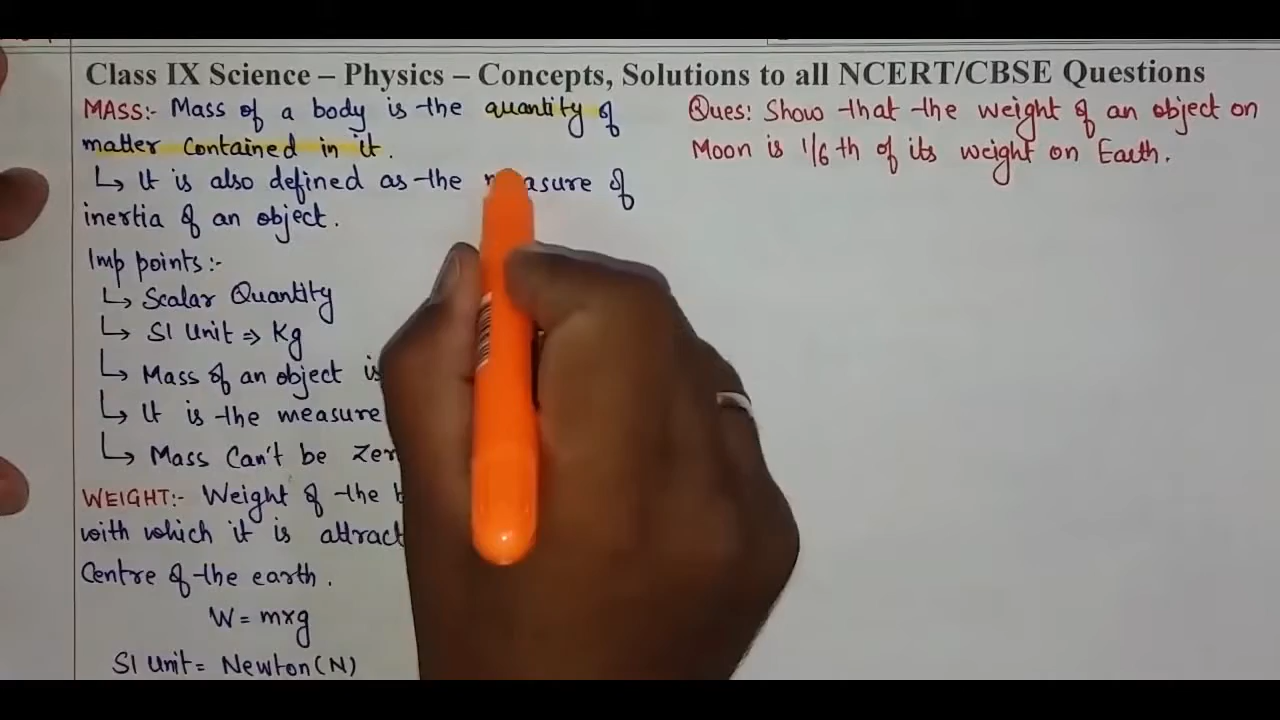 Class IX Science – Physics – Concepts, Solutions to all NCERT/CBSE Questions
MASS:- Mass of a body is the quantity of
matter contained in it.
↳ It is also defined as the measure of
inertia of an object.
Imp points:-
↳ Scalar Quantity
↳ SI Unit ⇒ Kg
↳ Mass of an object is
↳ It is the measure
↳ Mass Can't be
WEIGHT:- Weight of the
with which it is
Centre of the earth.
W = m×g
SI Unit = Newton(N)
Ques: Show that the weight of an object on
Moon is 1/6 th of its weight on Earth.